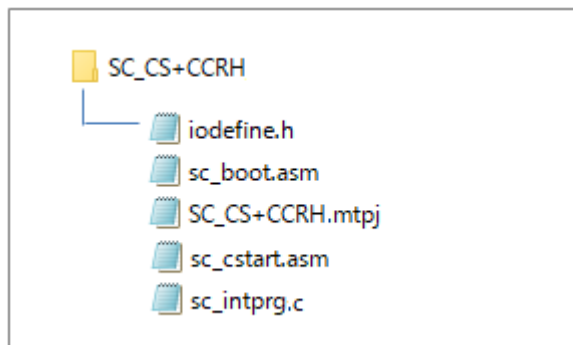 SC_CS+CCRH
iodefine.h
sc_boot.asm
SC_CS+CCRH.mtpj
sc_cstart.asm
sc_intprg.c